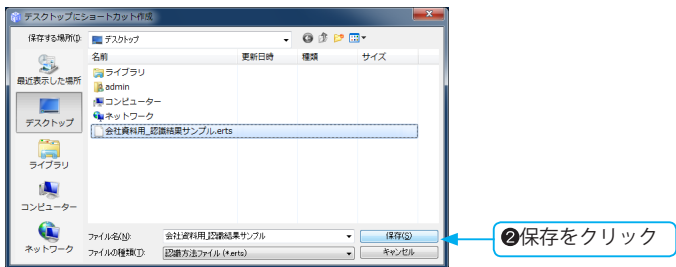 デスクトップにショートカット作成
保存する場所(I): デスクトップ
名前 更新日時 種類 サイズ
ライブラリ
admin
コンピューター
ネットワーク
会社資料用_認識結果サンプル.erts
最近表示した場所
デスクトップ
ライブラリ
コンピューター
ネットワーク
ファイル名(N): 会社資料用_認識結果サンプル 保存(S)
ファイルの種類(T): 認識方法ファイル (*.erts) キャンセル
❷保存をクリック